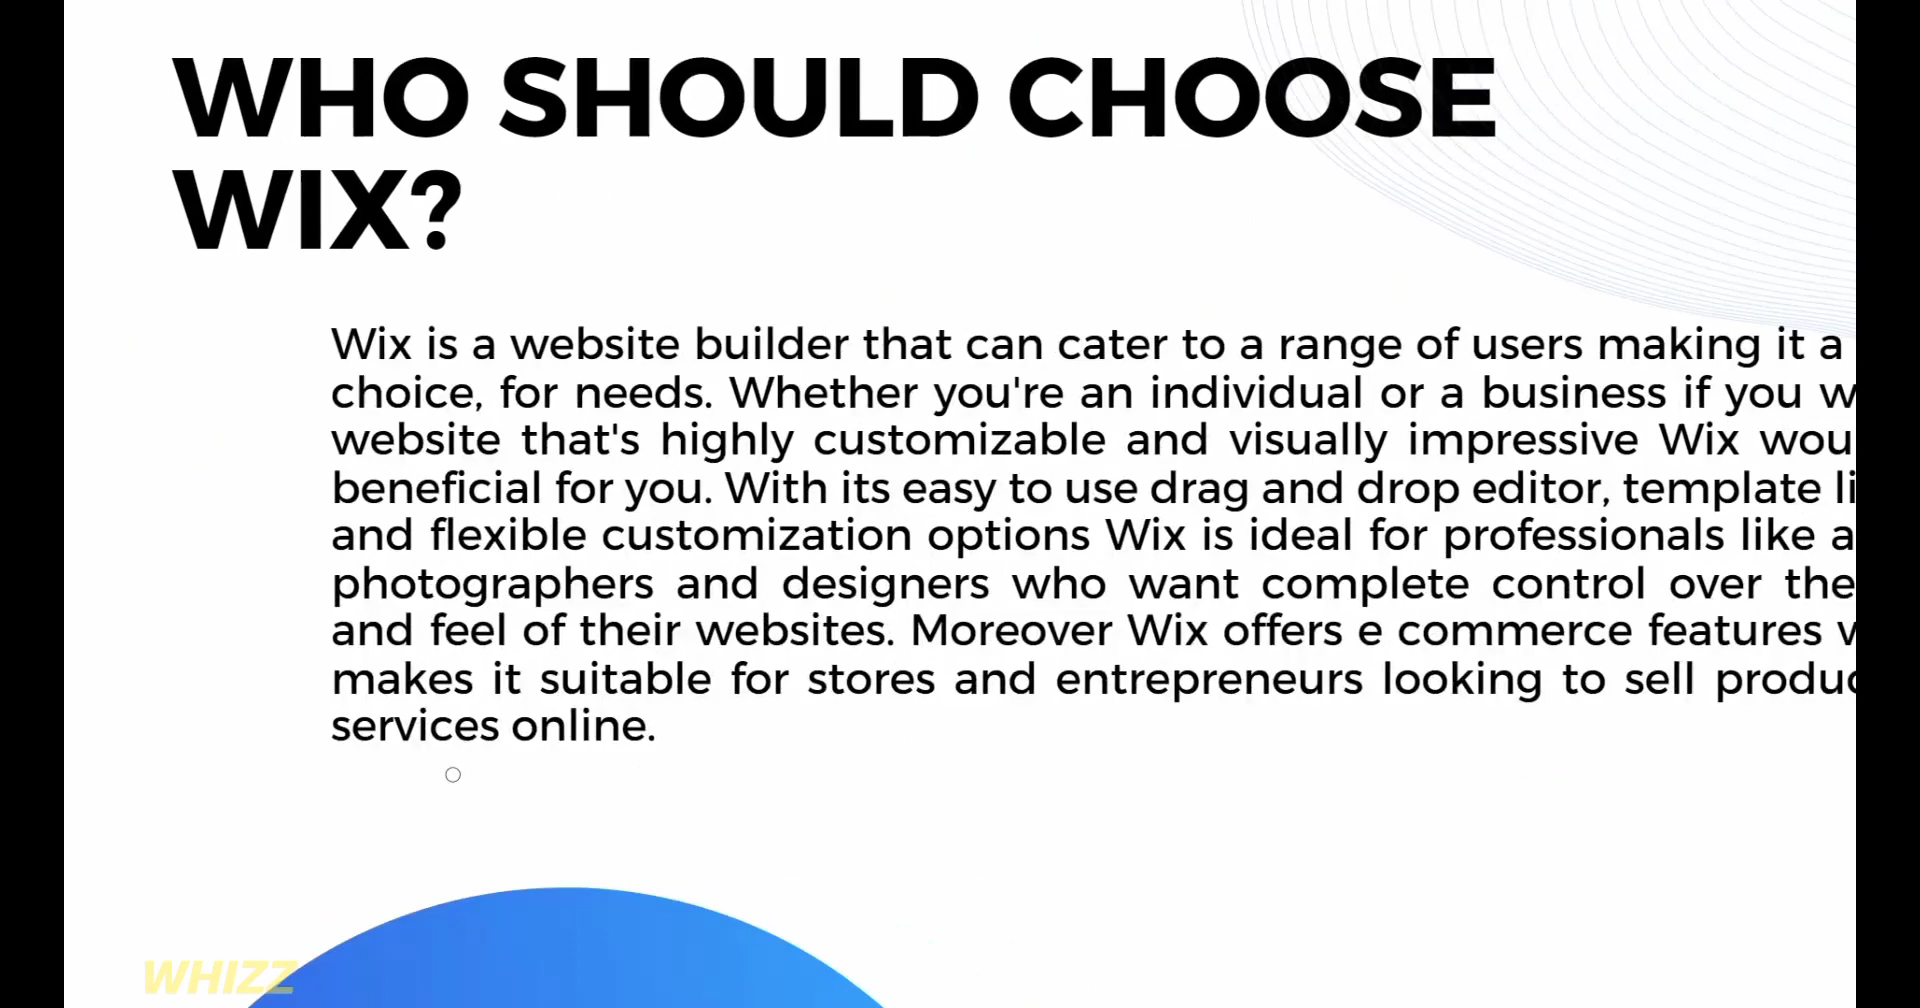 WHO SHOULD CHOOSE
WIX?
Wix is a website builder that can cater to a range of users making it a
choice, for needs. Whether you're an individual or a business if you
website that's highly customizable and visually impressive Wix
beneficial for you. With its easy to use drag and drop editor, template
and flexible customization options Wix is ideal for professionals like
photographers and designers who want complete control over the
and feel of their websites. Moreover Wix offers e commerce features
makes it suitable for stores and entrepreneurs looking to sell
services online.
WHIZZ